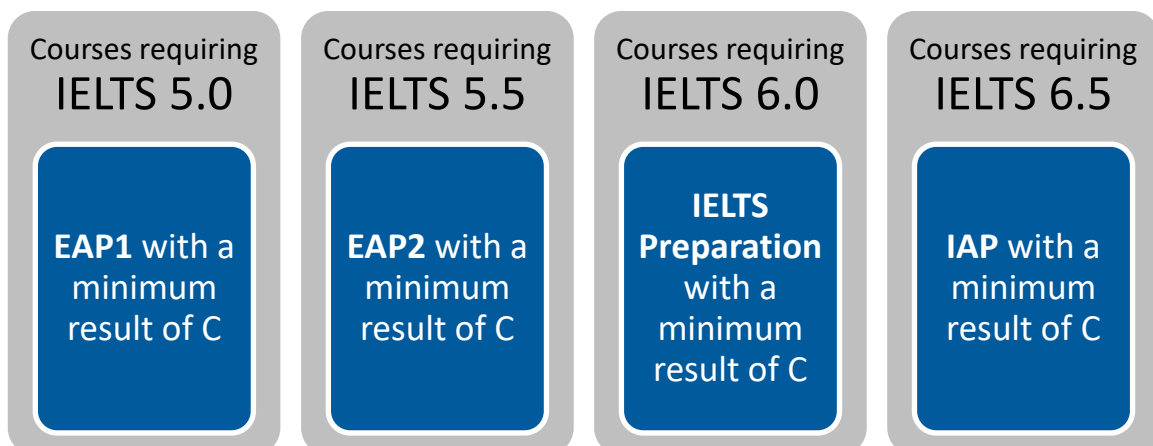 Courses requiring
IELTS 5.0
EAP1 with a
minimum
result of C
Courses requiring
IELTS 5.5
EAP2 with a
minimum
result of C
Courses requiring
IELTS 6.0
IELTS
Preparation
with a
minimum
result of C
Courses requiring
IELTS 6.5
IAP with a
minimum
result of C